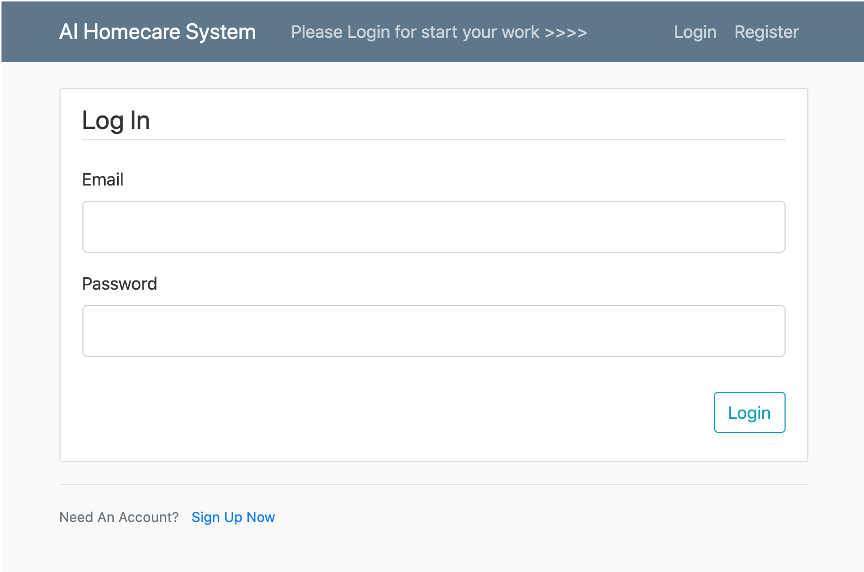 AI Homecare System Please Login for start your work >>>> Login Register
Log In
Email
Password
Login
Need An Account? Sign Up Now